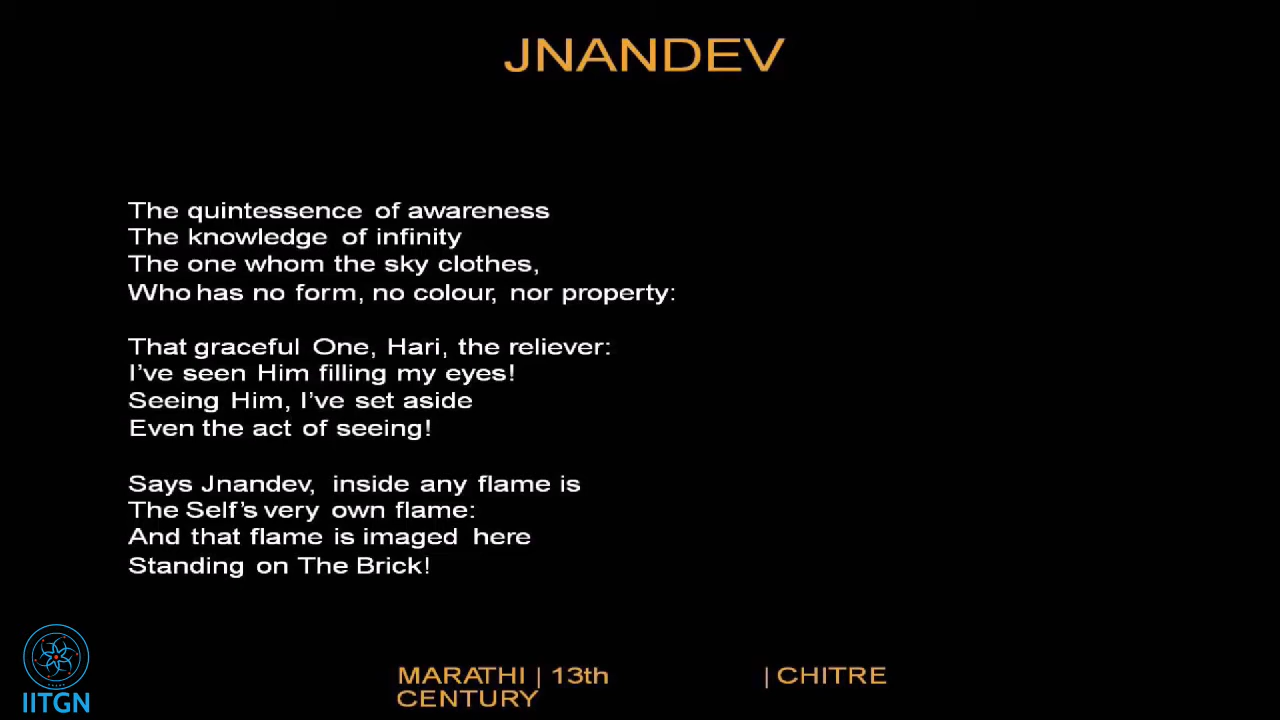 JNANDEV
The quintessence of awareness
The knowledge of infinity
The one whom the sky clothes,
Who has no form, no colour, nor property:
That graceful One, Hari, the reliever:
I've seen Him filling my eyes!
Seeing Him, I've set aside
Even the act of seeing!
Says Jnandev, inside any flame is
The Self's very own flame:
And that flame is imaged here
Standing on The Brick!
MARATHI | 13th | CHITRE
CENTURY
IITGN